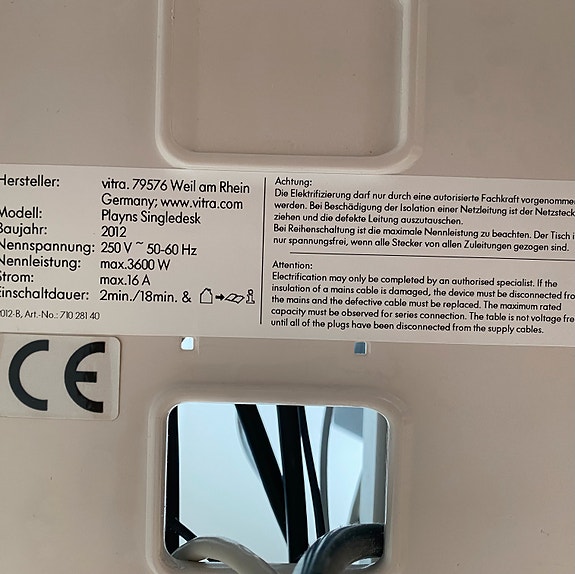 Hersteller: vitra. 79576 Weil am Rhein
Germany; www.vitra.com
Modell: Playns Singledesk
Baujahr: 2012
Nennspannung: 250 V ~ 50-60 Hz
Nennleistung: max.3600 W
Strom: max.16 A
Einschaltdauer: 2min./18min. &
2012-B, Art.-No.: 710 281 40
Achtung:
Die Elektrifizierung darf nur durch eine autorisierte Fachkraft vorgenommen
werden. Bei Beschädigung der Isolation einer Netzleitung ist der Netzsteck
ziehen und die defekte Leitung auszutauschen.
Bei Reihenschaltung ist die maximale Nennleistung zu beachten. Der Tisch i
nur spannungsfrei, wenn alle Stecker von allen Zuleitungen gezogen sind.
Attention:
Electrification may only be completed by an authorised specialist. If the
insulation of a mains cable is damaged, the device must be disconnected fro
the mains and the defective cable must be replaced. The maximum rated
capacity must be observed for series connection. The table is not voltage fre
until all of the plugs have been disconnected from the supply cables.
CE